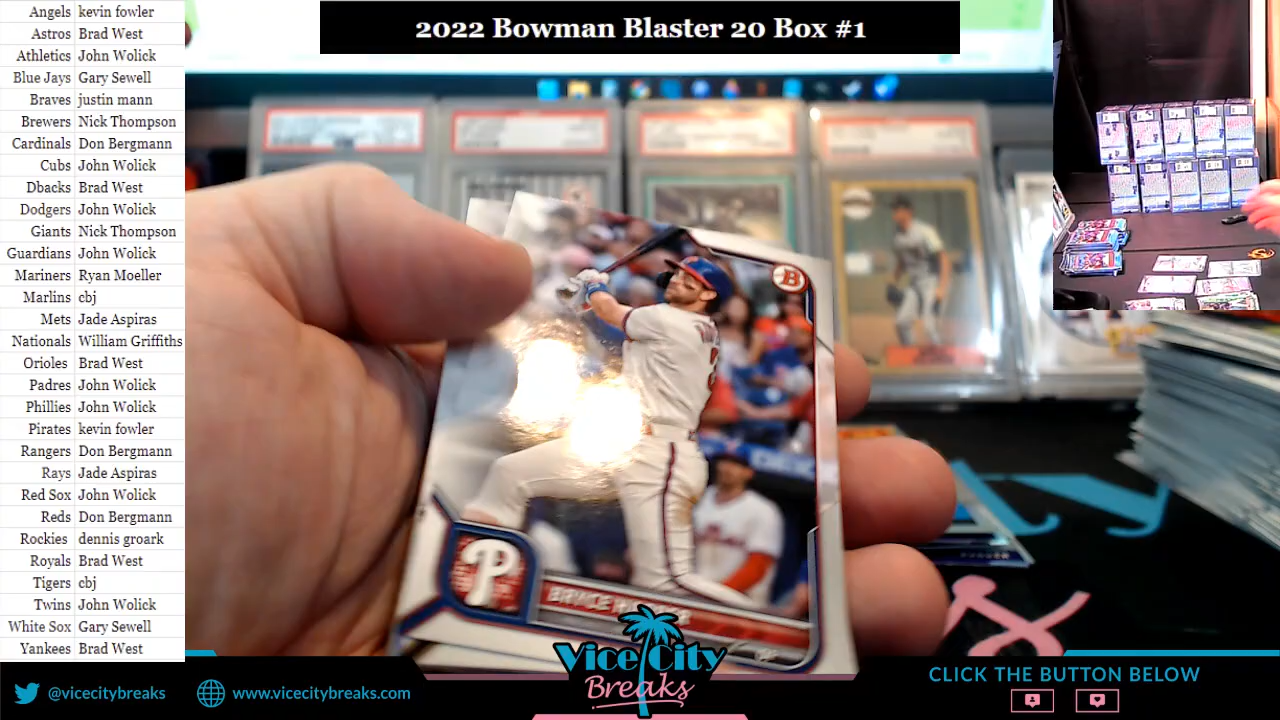 2022 Bowman Blaster 20 Box #1
Angels kevin fowler
Astros Brad West
Athletics John Wolick
Blue Jays Gary Sewell
Braves justin mann
Brewers Nick Thompson
Cardinals Don Bergmann
Cubs John Wolick
Dbacks Brad West
Dodgers John Wolick
Giants Nick Thompson
Guardians John Wolick
Mariners Ryan Moeller
Marlins cbj
Mets Jade Aspiras
Nationals William Griffiths
Orioles Brad West
Padres John Wolick
Phillies John Wolick
Pirates kevin fowler
Rangers Don Bergmann
Rays Jade Aspiras
Red Sox John Wolick
Reds Don Bergmann
Rockies dennis groark
Royals Brad West
Tigers cbj
Twins John Wolick
White Sox Gary Sewell
Yankees Brad West
B
P
BRYCE
Vice City
Breaks
@vicecitybreaks
www.vicecitybreaks.com
CLICK THE BUTTON BELOW